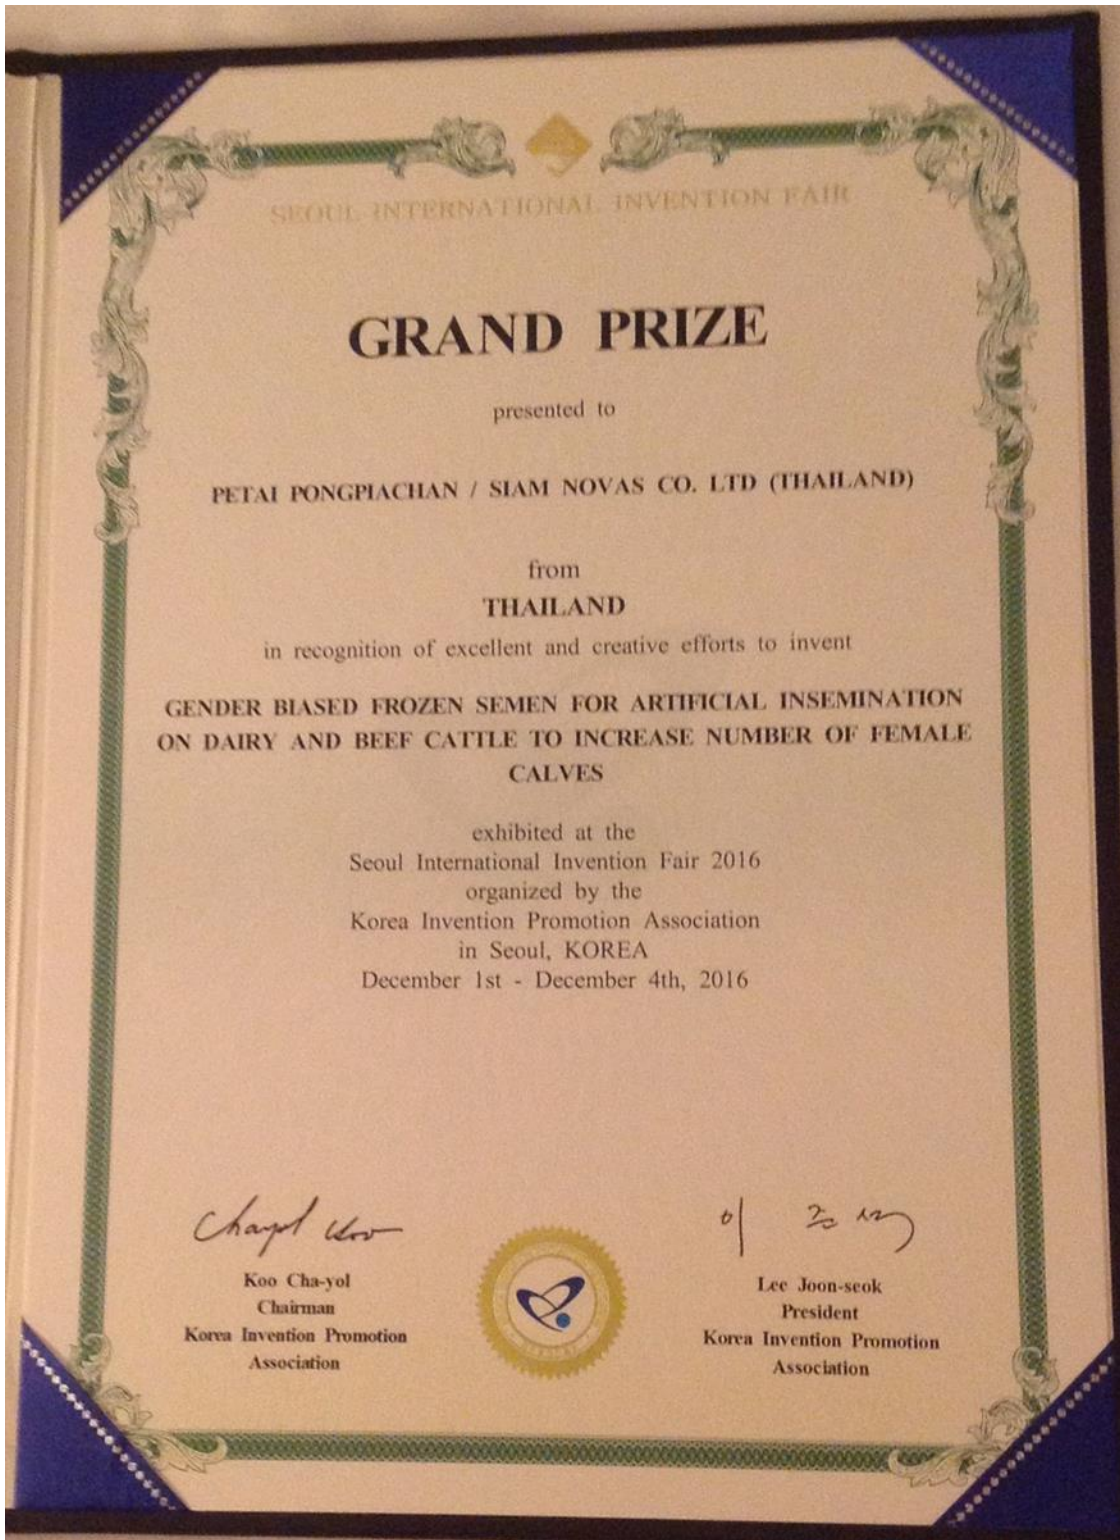 SEOUL INTERNATIONAL INVENTION FAIR
GRAND PRIZE
presented to
PETAI PONGPIACHAN / SIAM NOVAS CO. LTD (THAILAND)
from
THAILAND
in recognition of excellent and creative efforts to invent
GENDER BIASED FROZEN SEMEN FOR ARTIFICIAL INSEMINATION
ON DAIRY AND BEEF CATTLE TO INCREASE NUMBER OF FEMALE
CALVES
exhibited at the
Seoul International Invention Fair 2016
organized by the
Korea Invention Promotion Association
in Seoul, KOREA
December 1st - December 4th, 2016
이 준석
Koo Cha-yol
Chairman
Korea Invention Promotion
Association
Lee Joon-seok
President
Korea Invention Promotion
Association